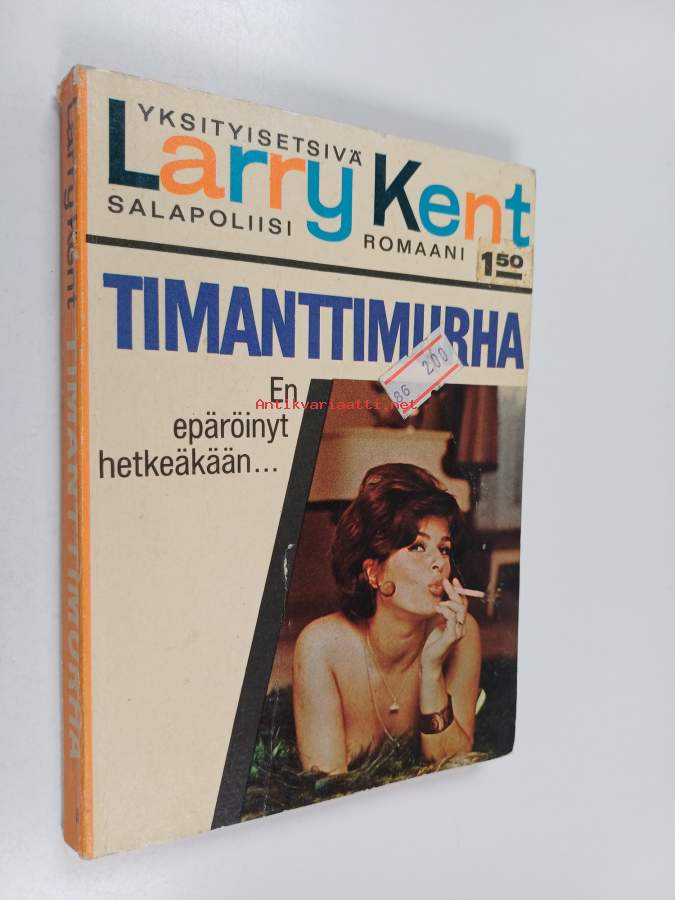 YKSITYISETSIVÄ
Larry Kent
SALAPOLIISI ROMAANI
1 50
TIMANTTIMURHA
86 200
En
epäröinyt
hetkeäkään...
Antikvariaatti.net
Larry Kent TIMANTTIMURHA